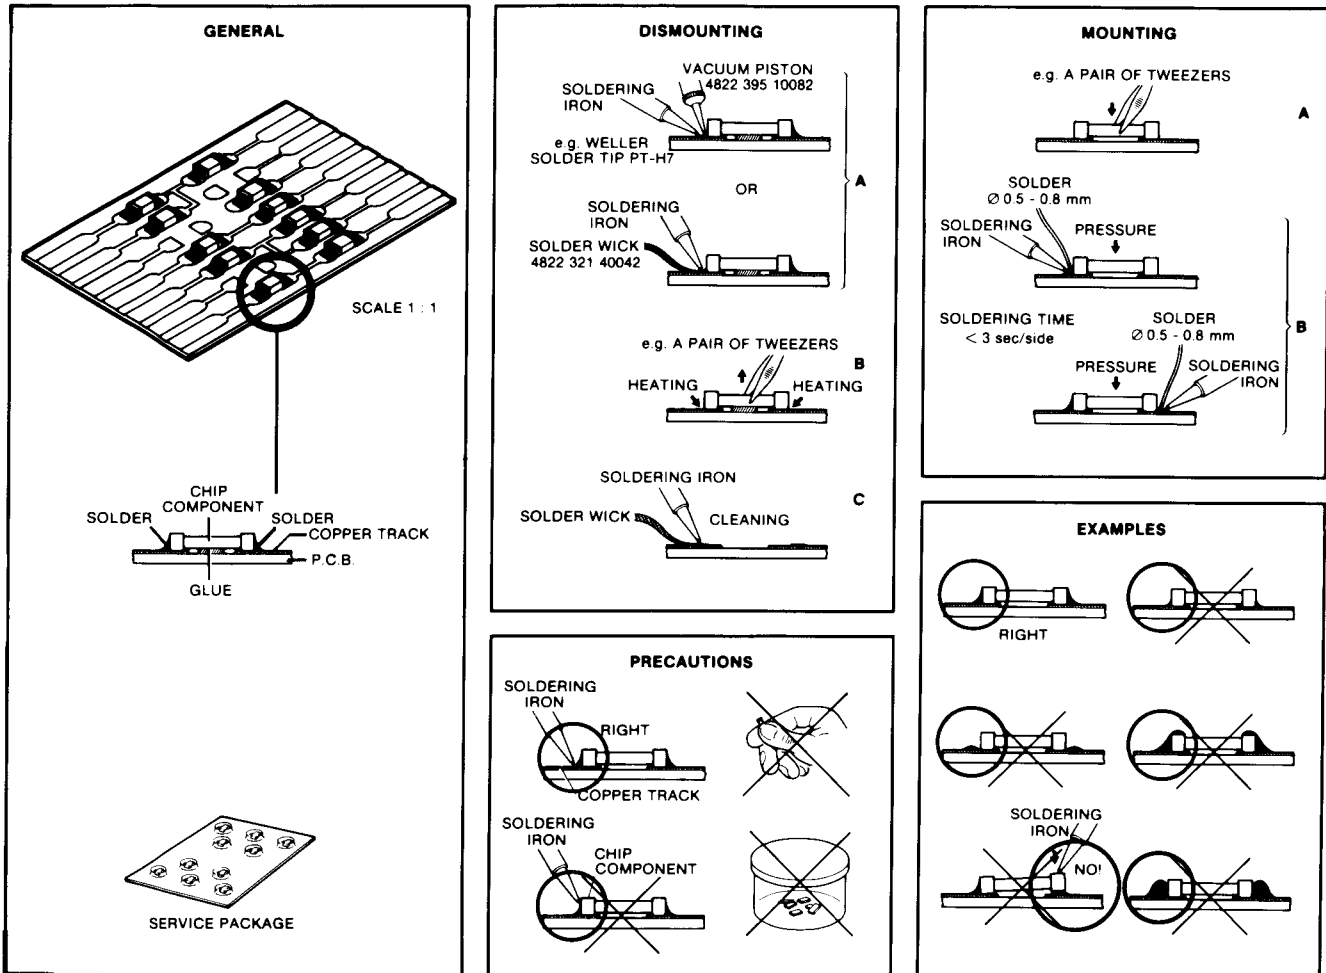 GENERAL
SCALE 1 : 1
CHIP
COMPONENT
SOLDER
SOLDER
COPPER TRACK
P.C.B.
GLUE
SERVICE PACKAGE
DISMOUNTING
VACUUM PISTON
4822 395 10082
SOLDERING
IRON
e.g. WELLER
SOLDER TIP PT-H7
A
OR
SOLDERING
IRON
SOLDER WICK
4822 321 40042
e.g. A PAIR OF TWEEZERS
B
HEATING
HEATING
SOLDERING IRON
C
SOLDER WICK
CLEANING
PRECAUTIONS
SOLDERING
IRON
RIGHT
COPPER TRACK
SOLDERING
IRON
CHIP
COMPONENT
MOUNTING
e.g. A PAIR OF TWEEZERS
A
SOLDER
Ø 0.5 - 0.8 mm
SOLDERING
IRON
PRESSURE
SOLDERING TIME
< 3 sec/side
SOLDER
Ø 0.5 - 0.8 mm
B
PRESSURE
SOLDERING
IRON
EXAMPLES
RIGHT
SOLDERING
IRON
NO!